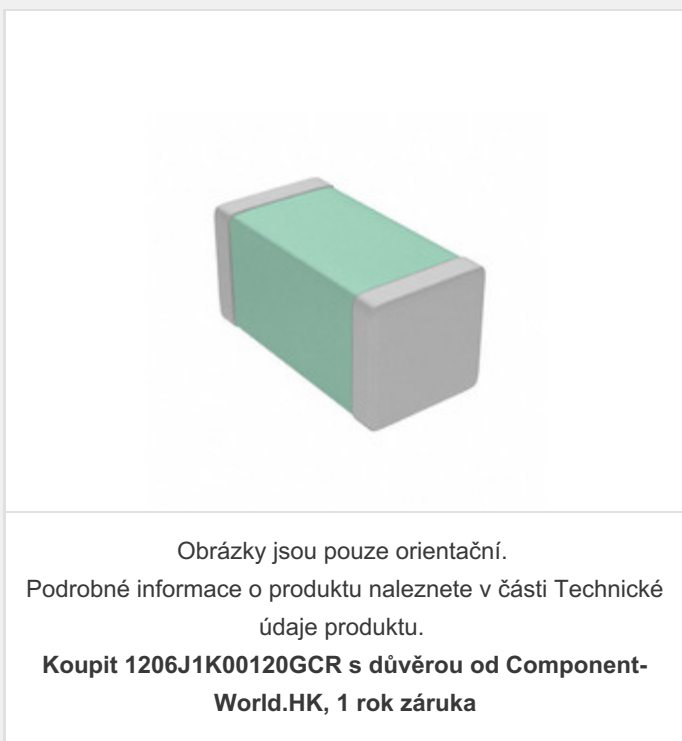 Obrázky jsou pouze orientační.
Podrobné informace o produktu naleznete v části Technické
údaje produktu.
Koupit 1206J1K00120GCR s důvěrou od Component-
World.HK, 1 rok záruka